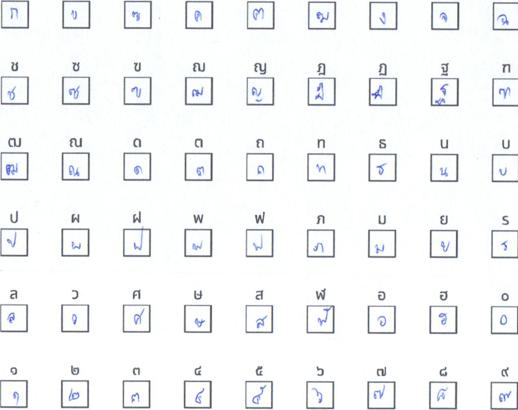 ก ข ฃ ค ฅ ฆ ง จ ฉ
ช ซ ฃ ฌ ญ ฎ ฏ ฐ ฑ
ช ซ ฃ ฌ ญ ฎ ฏ ฐ ฑ
ฒ ณ ด ต ถ ท ธ น บ
ฒ ณ ด ต ถ ท ธ น บ
ป ผ ฝ พ ฟ ภ ม ย ร
ป ผ ฝ พ ฟ ภ ม ย ร
ล ว ศ ษ ส ฬ อ ฮ ๐
ล ว ศ ษ ส ฬ อ ฮ ๐
๑ ๒ ๓ ๔ ๕ ๖ ๗ ๘ ๙
๑ ๒ ๓ ๔ ๕ ๖ ๗ ๘ ๙